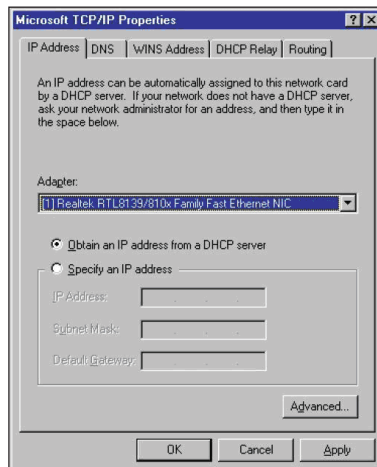 Microsoft TCP/IP Properties
IP Address DNS WINS Address DHCP Relay Routing
An IP address can be automatically assigned to this network card
by a DHCP server. If your network does not have a DHCP server,
ask your network administrator for an address, and then type it in
the space below.
Adapter:
[1] Realtek RTL8139/810x Family Fast Ethernet NIC
Obtain an IP address from a DHCP server
Specify an IP address
IP Address:
Subnet Mask:
Default Gateway:
Advanced...
OK Cancel Apply